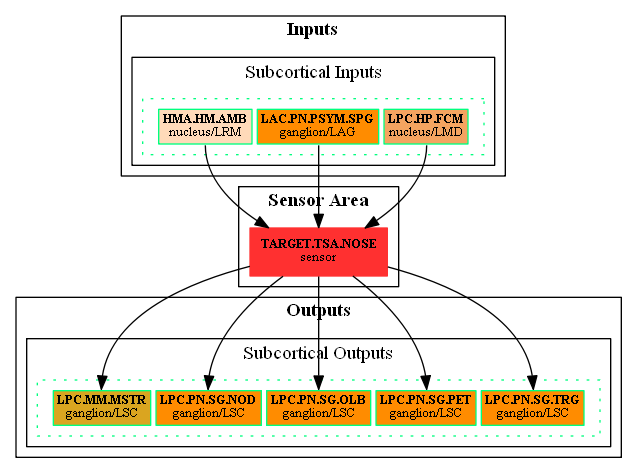 Inputs
Subcortical Inputs
HMA.HM.AMB
nucleus/LRM
LAC.PN.PSYM.SPG
ganglion/LAG
LPC.HP.FCM
nucleus/LMD
Sensor Area
TARGET.TSA.NOSE
sensor
Outputs
Subcortical Outputs
LPC.MM.MSTR
ganglion/LSC
LPC.PN.SG.NOD
ganglion/LSC
LPC.PN.SG.OLB
ganglion/LSC
LPC.PN.SG.PET
ganglion/LSC
LPC.PN.SG.TRG
ganglion/LSC